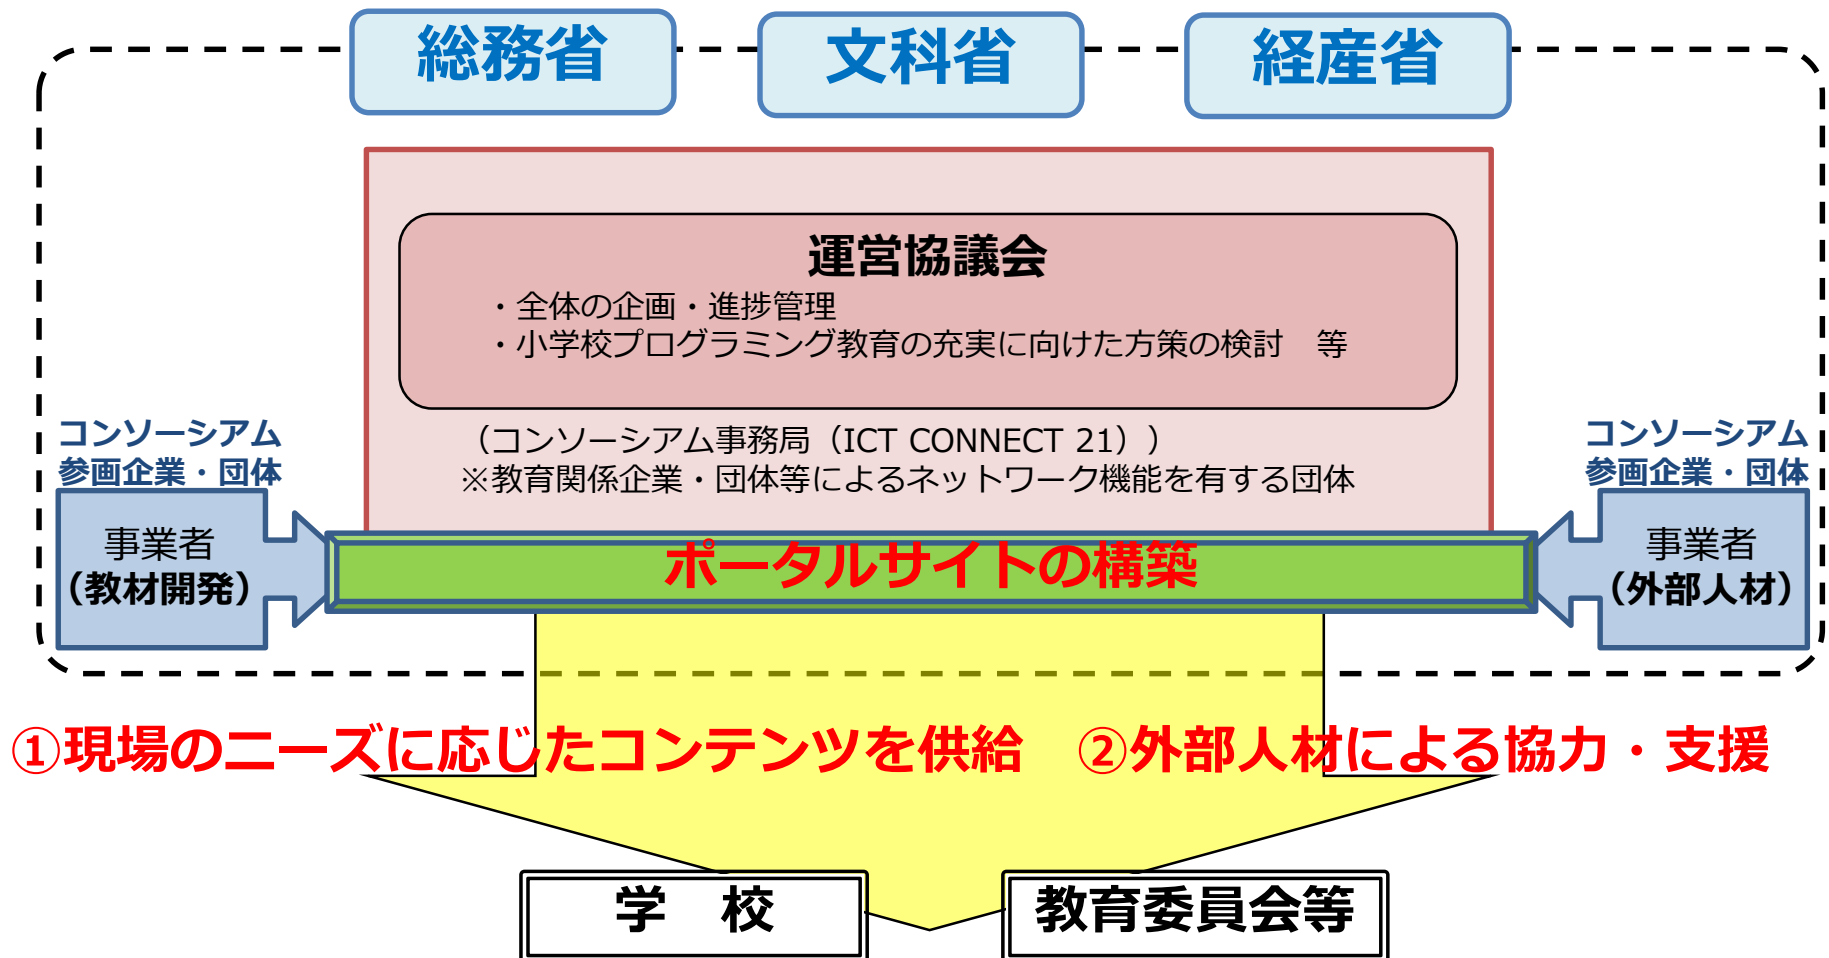 総務省
文科省
経産省
運営協議会
・全体の企画・進捗管理
・小学校プログラミング教育の充実に向けた方策の検討　等
（コンソーシアム事務局（ICT CONNECT 21））
※教育関係企業・団体等によるネットワーク機能を有する団体
コンソーシアム
参画企業・団体
事業者
（教材開発）
コンソーシアム
参画企業・団体
事業者
（外部人材）
ポータルサイトの構築
①現場のニーズに応じたコンテンツを供給　②外部人材による協力・支援
学　校
教育委員会等